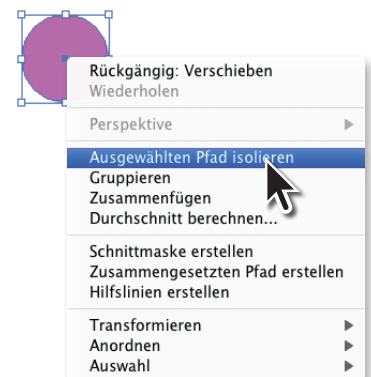 Rückgängig: Verschieben
Wiederholen
Perspektive
Ausgewählten Pfad isolieren
Gruppieren
Zusammenfügen
Durchschnitt berechnen...
Schnittmaske erstellen
Zusammengesetzten Pfad erstellen
Hilfslinien erstellen
Transformieren
Anordnen
Auswahl